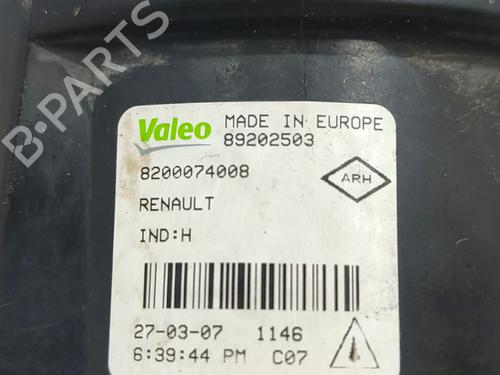 Valeo MADE IN EUROPE
89202503
8200074008
ARH
RENAULT
IND:H
27-03-07 1146
6:39:44 PM C07
B-PARTS